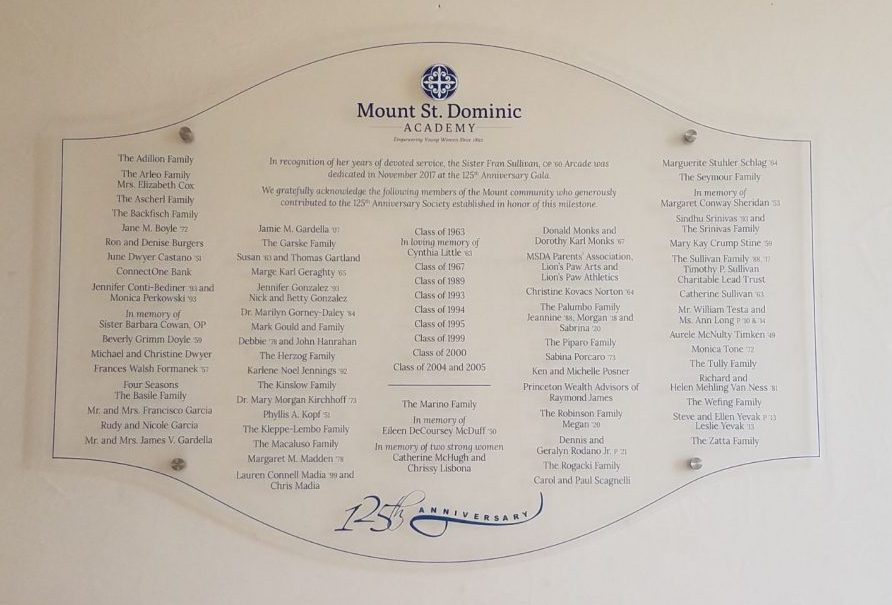 Mount St. Dominic
ACADEMY
Empowering Young Women Since 1892
In recognition of her years of devoted service, the Sister Fran Sullivan, OP '60 Arcade was
dedicated in November 2017 at the 125th Anniversary Gala.
We gratefully acknowledge the following members of the Mount community who generously
contributed to the 125th Anniversary Society established in honor of this milestone.
The Adilion Family
The Arleo Family
Mrs. Elizabeth Cox
The Ascherl Family
The Backfisch Family
Jane M. Boyle '72
Ron and Denise Burgers
June Dwyer Castano '51
ConnectOne Bank
Jennifer Conti-Bediner '93 and
Monica Perkowski '93
In memory of
Sister Barbara Cowan, OP
Beverly Grimm Doyle '59
Michael and Christine Dwyer
Frances Walsh Formanek '57
Four Seasons
The Basile Family
Mr. and Mrs. Francisco Garcia
Rudy and Nicole Garcia
Mr. and Mrs. James V. Gardella
Jamie M. Gardella
The Garske Family
Susan '83 and Thomas Gartland
Marge Karl Geraghty '65
Jennifer Gonzalez '93
Nick and Betty Gonzalez
Dr. Marilyn Gorney-Daley '84
Mark Gould and Family
Debbie '78 and John Hanrahan
The Herzog Family
Karlene Noel Jennings '92
The Kinslow Family
Dr. Mary Morgan Kirchhoff '73
Phyllis A. Kopf '51
The Kleppe-Lembo Family
The Macaluso Family
Margaret M. Madden '78
Lauren Connell Madia '99 and
Chris Madia
Class of 1963
In loving memory of
Cynthia Little '63
Class of 1967
Class of 1989
Class of 1993
Class of 1994
Class of 1995
Class of 1999
Class of 2000
Class of 2004 and 2005
The Marino Family
In memory of
Eileen DeCoursey McDuff '50
In memory of two strong women
Catherine McHugh and
Chrissy Lisbona
Donald Monks and
Dorothy Karl Monks '67
MSDA Parents' Association,
Lion's Paw Arts and
Lion's Paw Athletics
Christine Kovacs Norton '64
The Palumbo Family
Jeannine '88, Morgan '18 and
Sabrina '20
The Piparo Family
Sabina Porcaro '73
Ken and Michelle Posner
Princeton Wealth Advisors of
Raymond James
The Robinson Family
Megan '20
Dennis and
Geralyn Rodano Jr. P '21
The Rogacki Family
Carol and Paul Scagnelli
Marguerite Stuhler Schlag '64
The Seymour Family
In memory of
Margaret Conway Sheridan '53
Sindhu Srinivas '93 and
The Srinivas Family
Mary Kay Crump Stine '59
The Sullivan Family '88, '17
Timothy P. Sullivan
Charitable Lead Trust
Catherine Sullivan '63
Mr. William Testa and
Ms. Ann Long P '10 & '14
Aurele McNulty Timken '49
Monica Tone '72
The Tully Family
Richard and
Helen Mehling Van Ness '81
The Wefing Family
Steve and Ellen Yevak P '13
Leslie Yevak '13
The Zatta Family
125th ANNIVERSARY